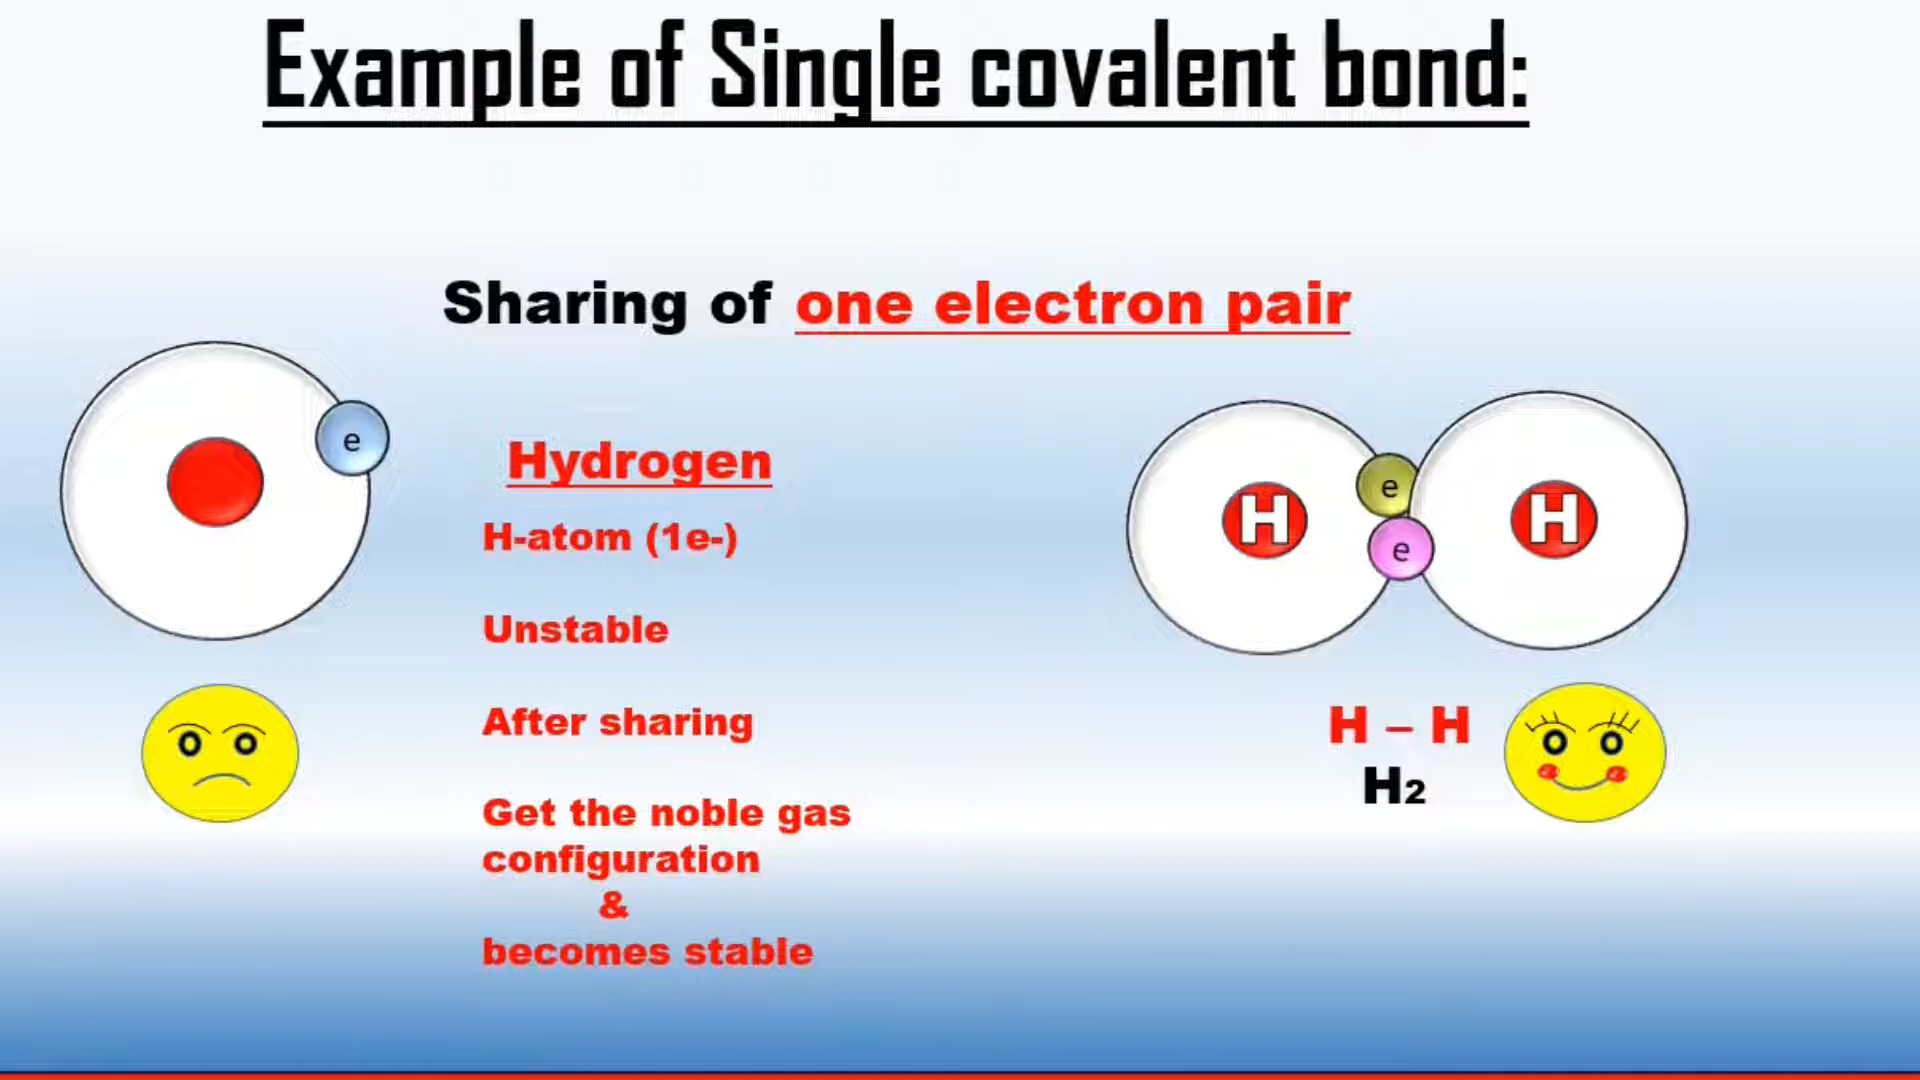 Example of Single covalent bond:
Sharing of one electron pair
e
Hydrogen
H-atom (1e-)
Unstable
After sharing
Get the noble gas
configuration
&
becomes stable
H
e
e
H
H – H
H2